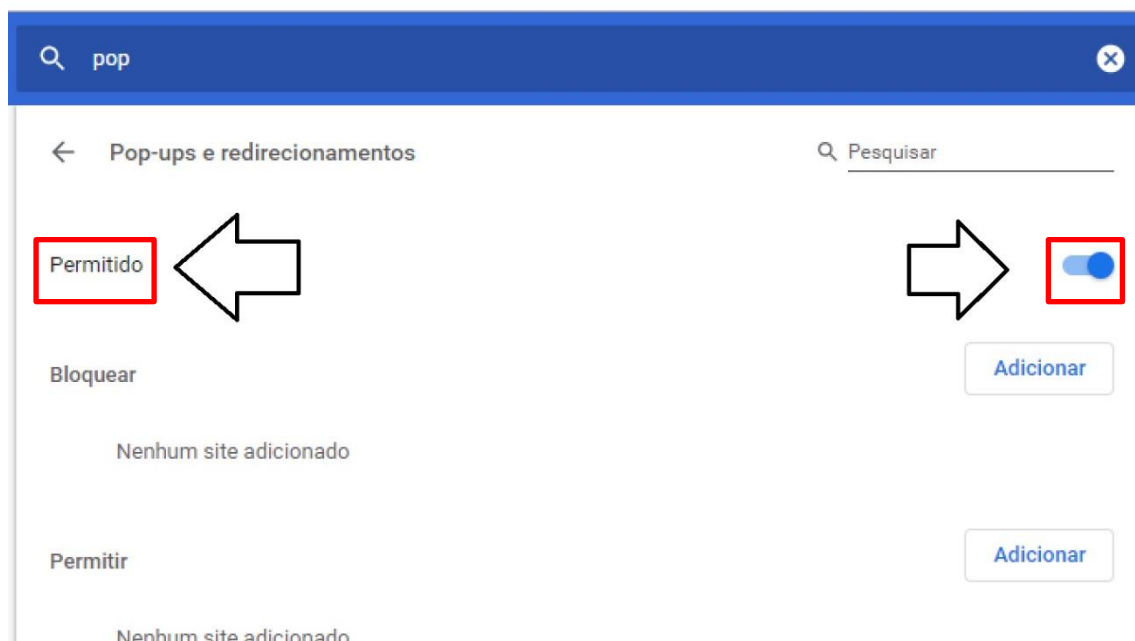 pop
Pop-ups e redirecionamentos
Pesquisar
Permitido
Bloquear
Adicionar
Nenhum site adicionado
Permitir
Adicionar
Nenhum site adicionado